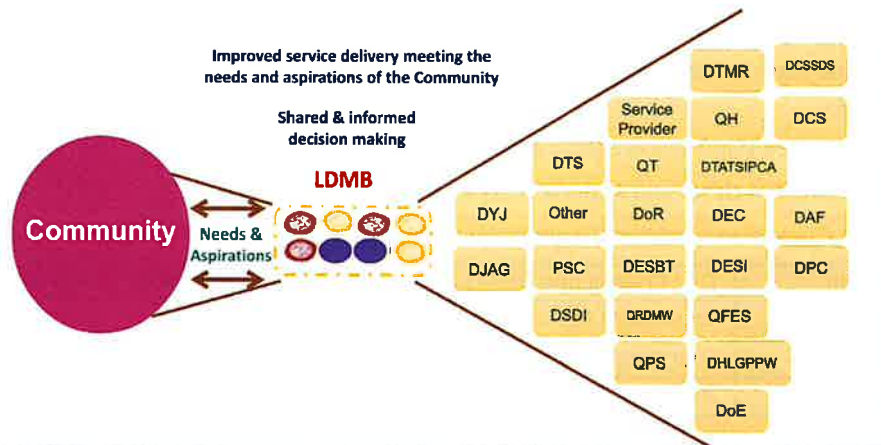 Improved service delivery meeting the
needs and aspirations of the Community
Shared & informed
decision making
LDMB
Community
Needs &
Aspirations
DTMR
DCSSDS
Service
Provider
QH
DCS
DTS
QT
DTATSIPCA
DYJ
Other
DoR
DEC
DAF
DJAG
PSC
DESBT
DESI
DPC
DSDI
DRDMW
QFES
QPS
DHLGPPW
DoE